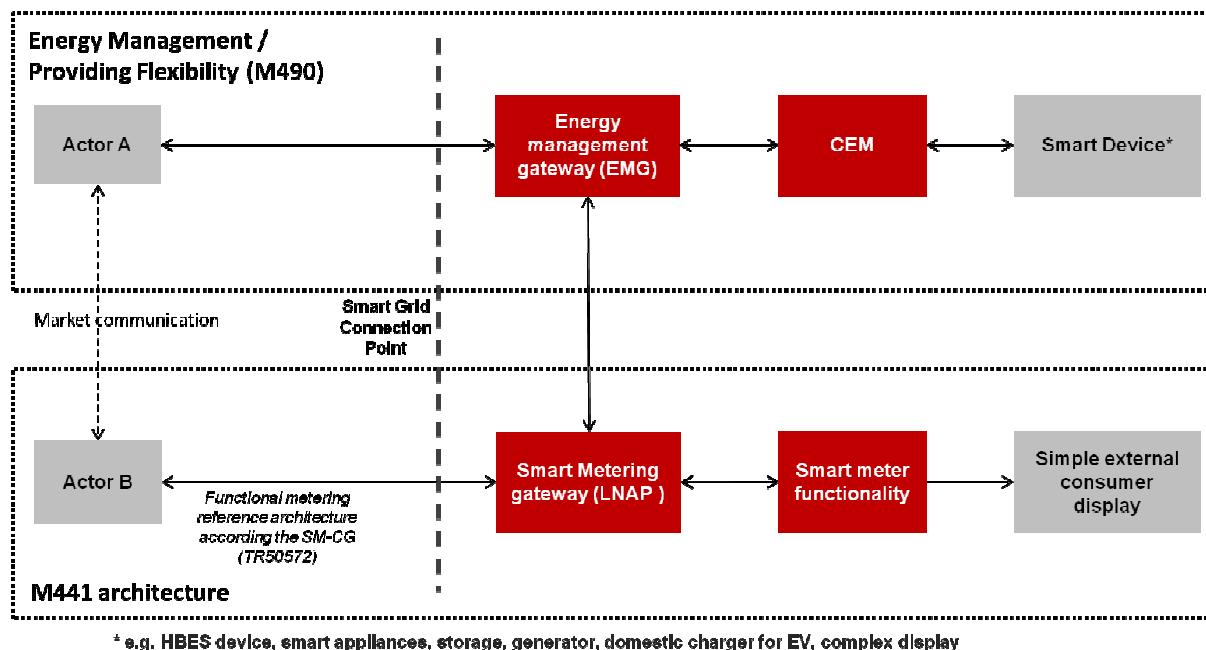 Energy Management /
Providing Flexibility (M490)
Actor A
Energy
management
gateway (EMG)
CEM
Smart Device*
Market communication
Smart Grid
Connection
Point
Actor B
Functional metering
reference architecture
according the SM-CG
(TR50572)
Smart Metering
gateway (LNAP )
Smart meter
functionality
Simple external
consumer
display
M441 architecture
* e.g. HBES device, smart appliances, storage, generator, domestic charger for EV, complex display